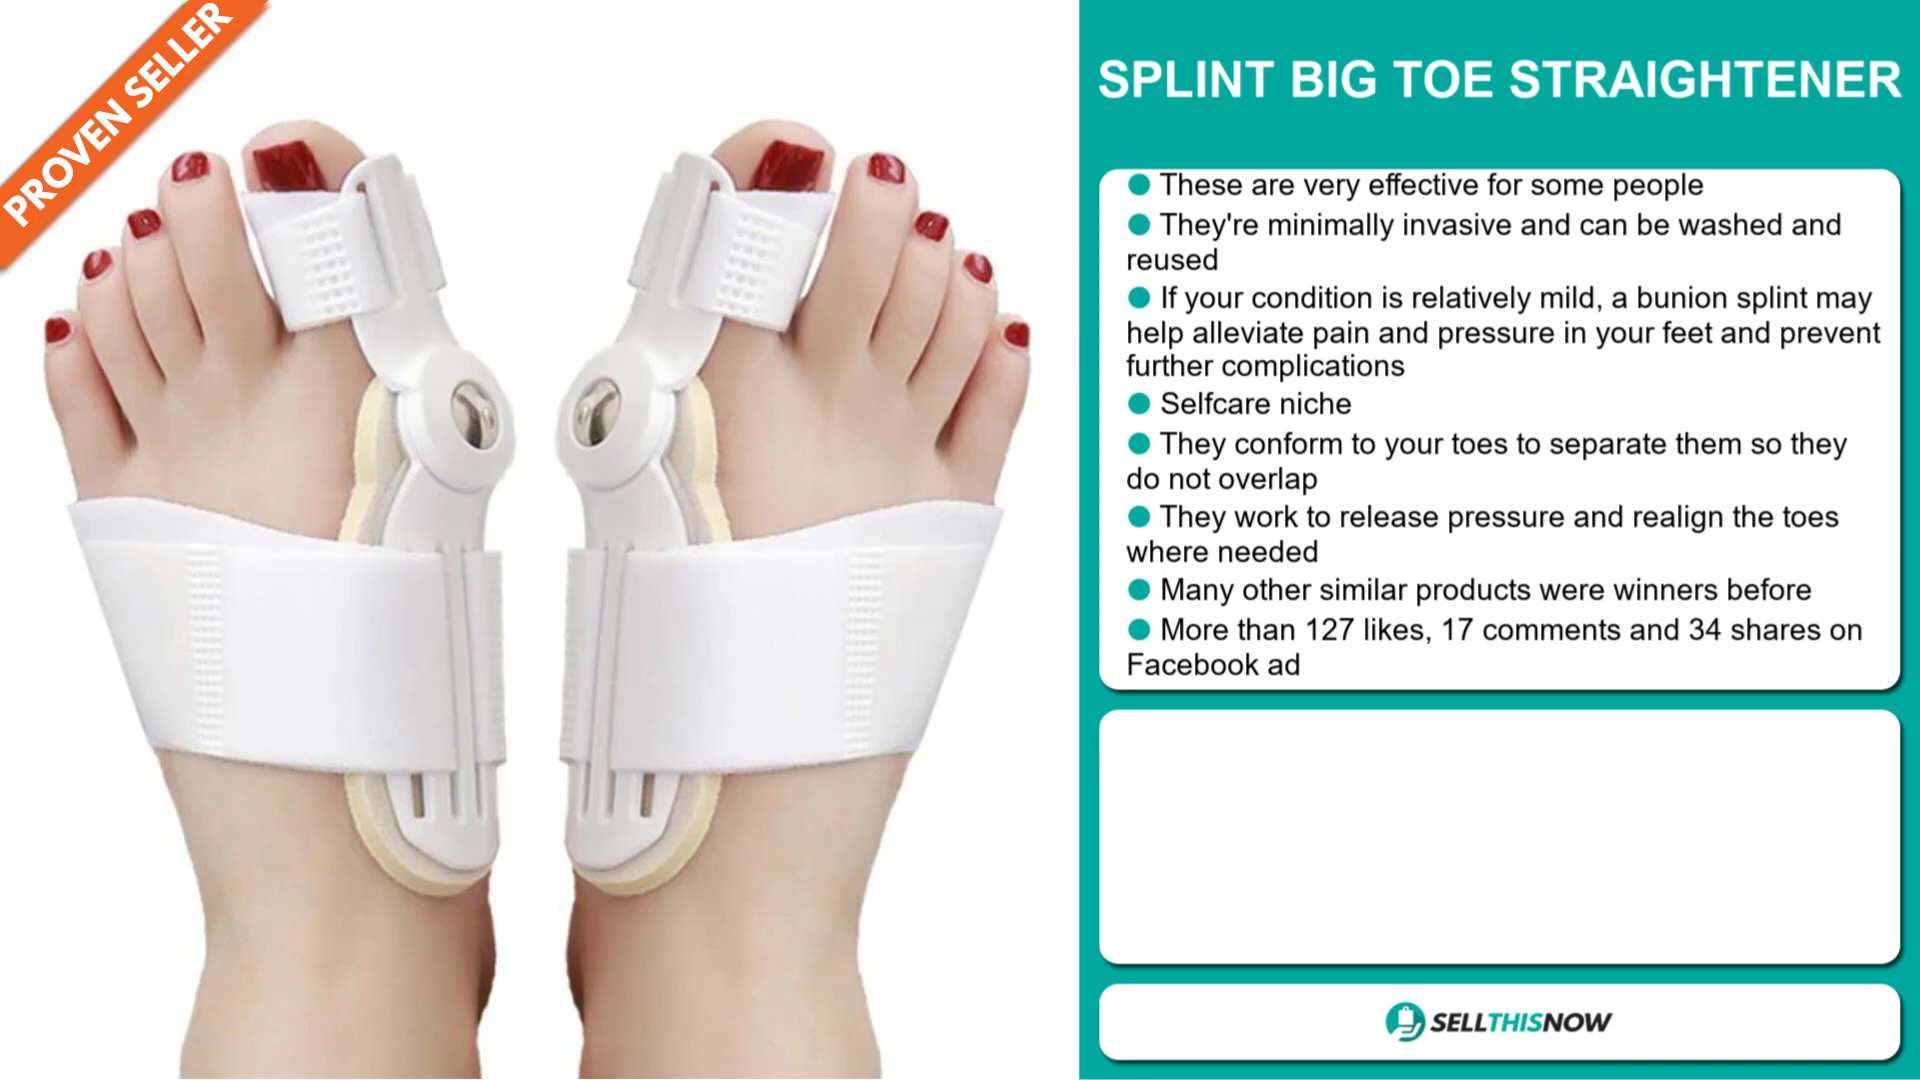 PROVEN SELLER
SPLINT BIG TOE STRAIGHTENER
● These are very effective for some people
● They're minimally invasive and can be washed and
reused
● If your condition is relatively mild, a bunion splint may
help alleviate pain and pressure in your feet and prevent
further complications
● Selfcare niche
● They conform to your toes to separate them so they
do not overlap
● They work to release pressure and realign the toes
where needed
● Many other similar products were winners before
● More than 127 likes, 17 comments and 34 shares on
Facebook ad
SELLTHISNOW